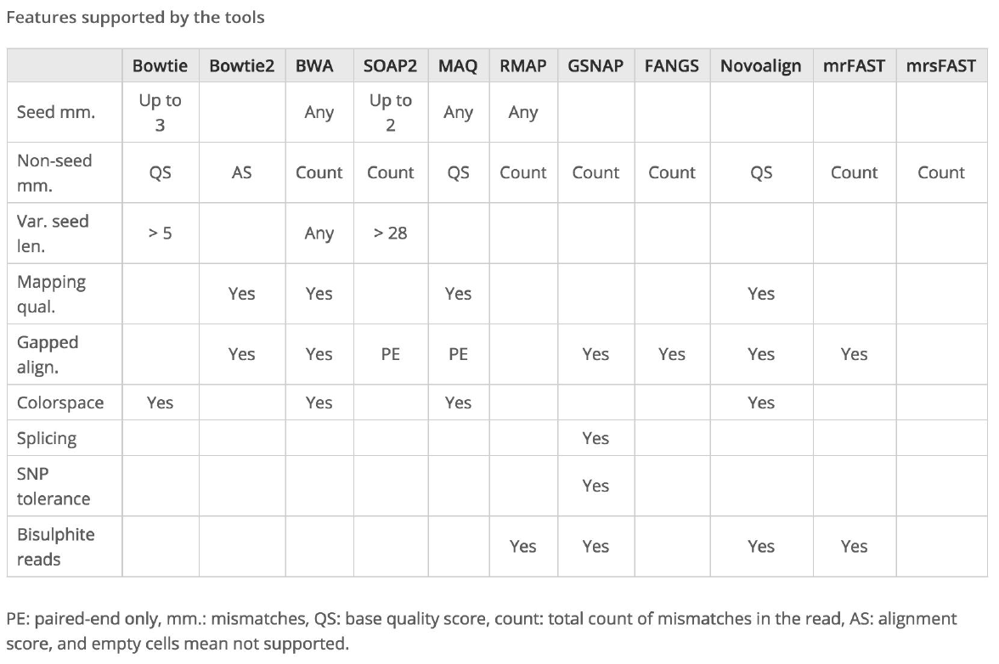 Features supported by the tools
Bowtie Bowtie2 BWA SOAP2 MAQ RMAP GSNAP FANGS Novoalign mrFAST mrsFAST
Seed mm. Up to 3 Any Up to 2 Any Any
Non-seed mm. QS AS Count Count QS Count Count Count QS Count Count
Var. seed len. > 5 Any > 28
Mapping qual. Yes Yes Yes Yes
Gapped align. Yes Yes PE PE Yes Yes Yes Yes
Colorspace Yes Yes Yes Yes
Splicing Yes
SNP tolerance Yes
Bisulphite reads Yes Yes Yes Yes
PE: paired-end only, mm.: mismatches, QS: base quality score, count: total count of mismatches in the read, AS: alignment
score, and empty cells mean not supported.